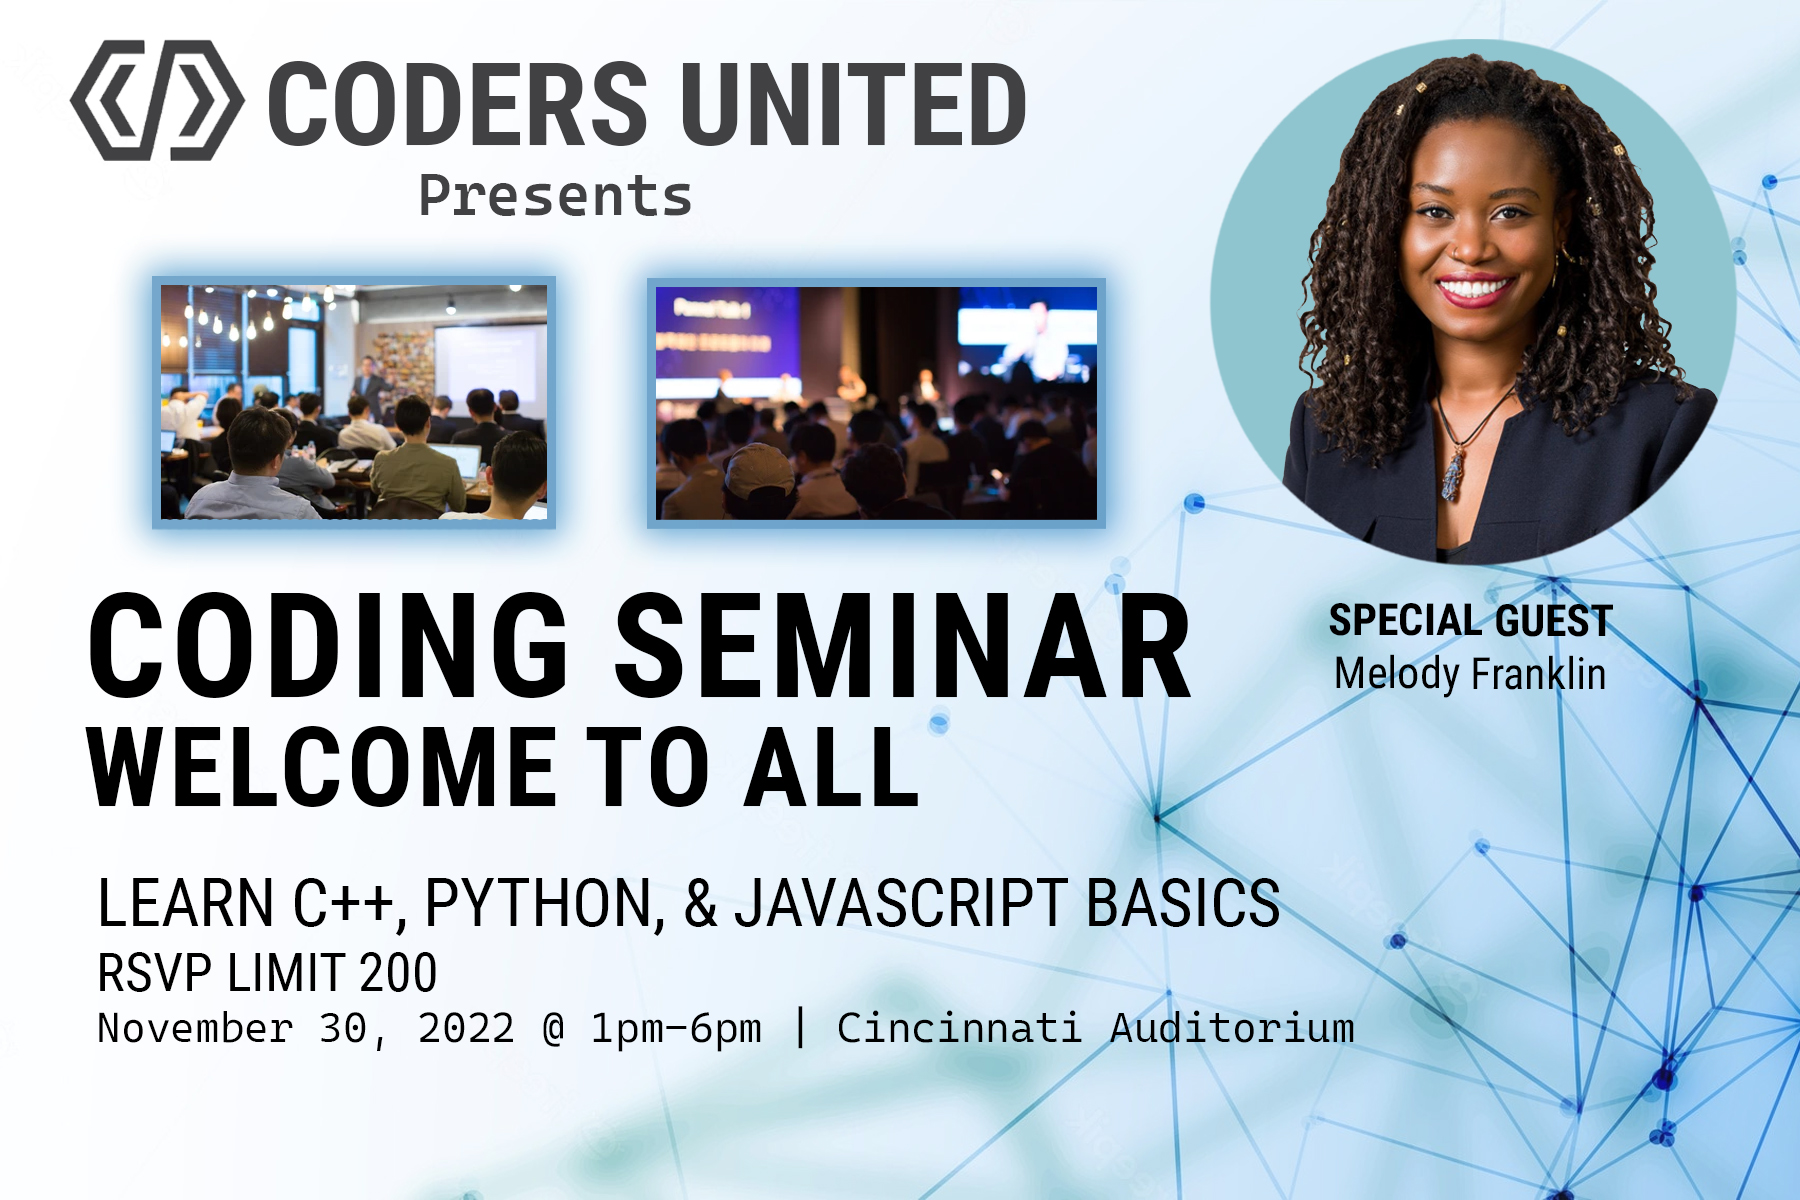 CODERS UNITED
Presents
CODING SEMINAR
WELCOME TO ALL
SPECIAL GUEST
Melody Franklin
LEARN C++, PYTHON, & JAVASCRIPT BASICS
RSVP LIMIT 200
November 30, 2022 @ 1pm-6pm | Cincinnati Auditorium